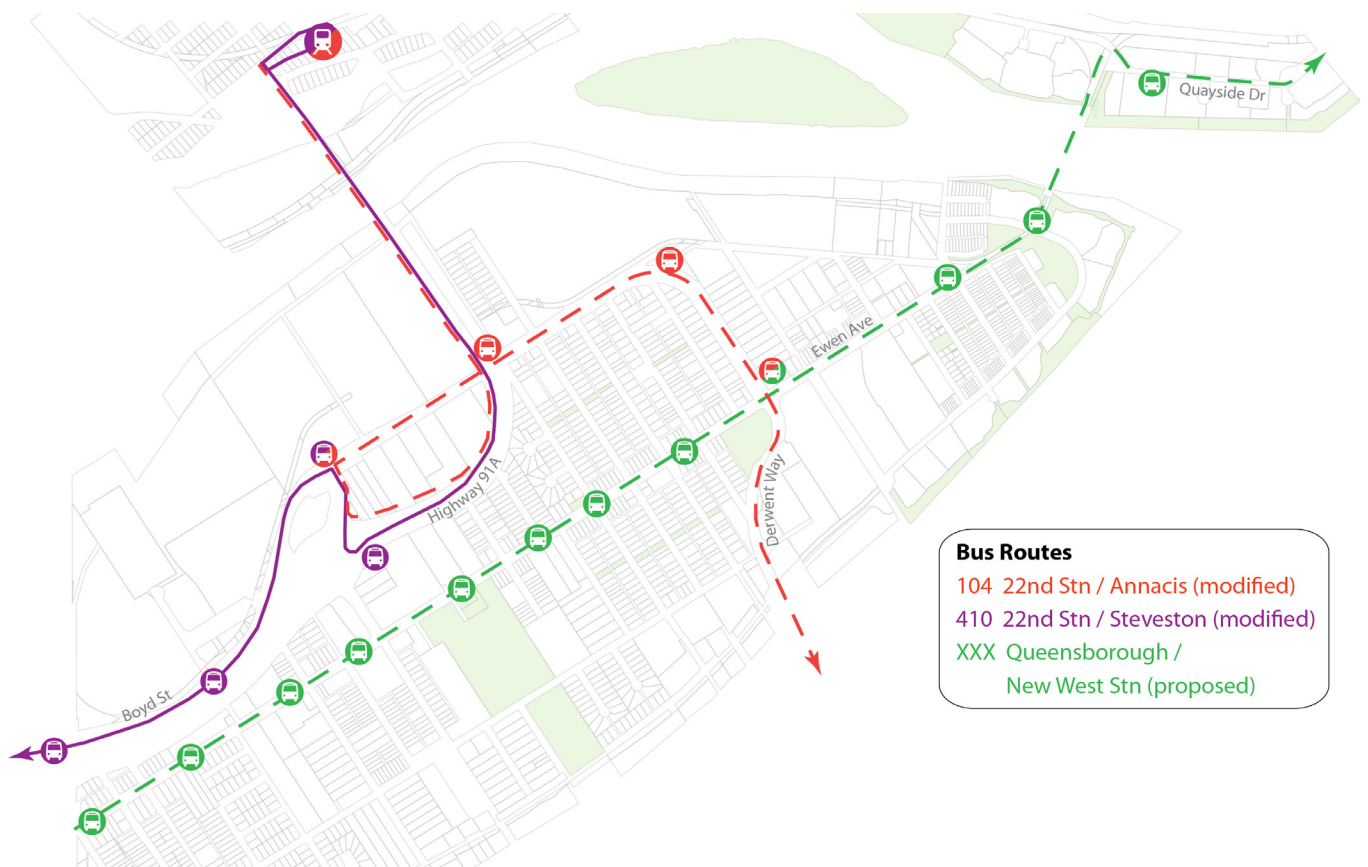 Quayside Dr
Ewen Ave
Highway 91A
Derwent Way
Boyd St
Bus Routes
104 22nd Stn / Annacis (modified)
410 22nd Stn / Steveston (modified)
XXX Queensborough /
New West Stn (proposed)